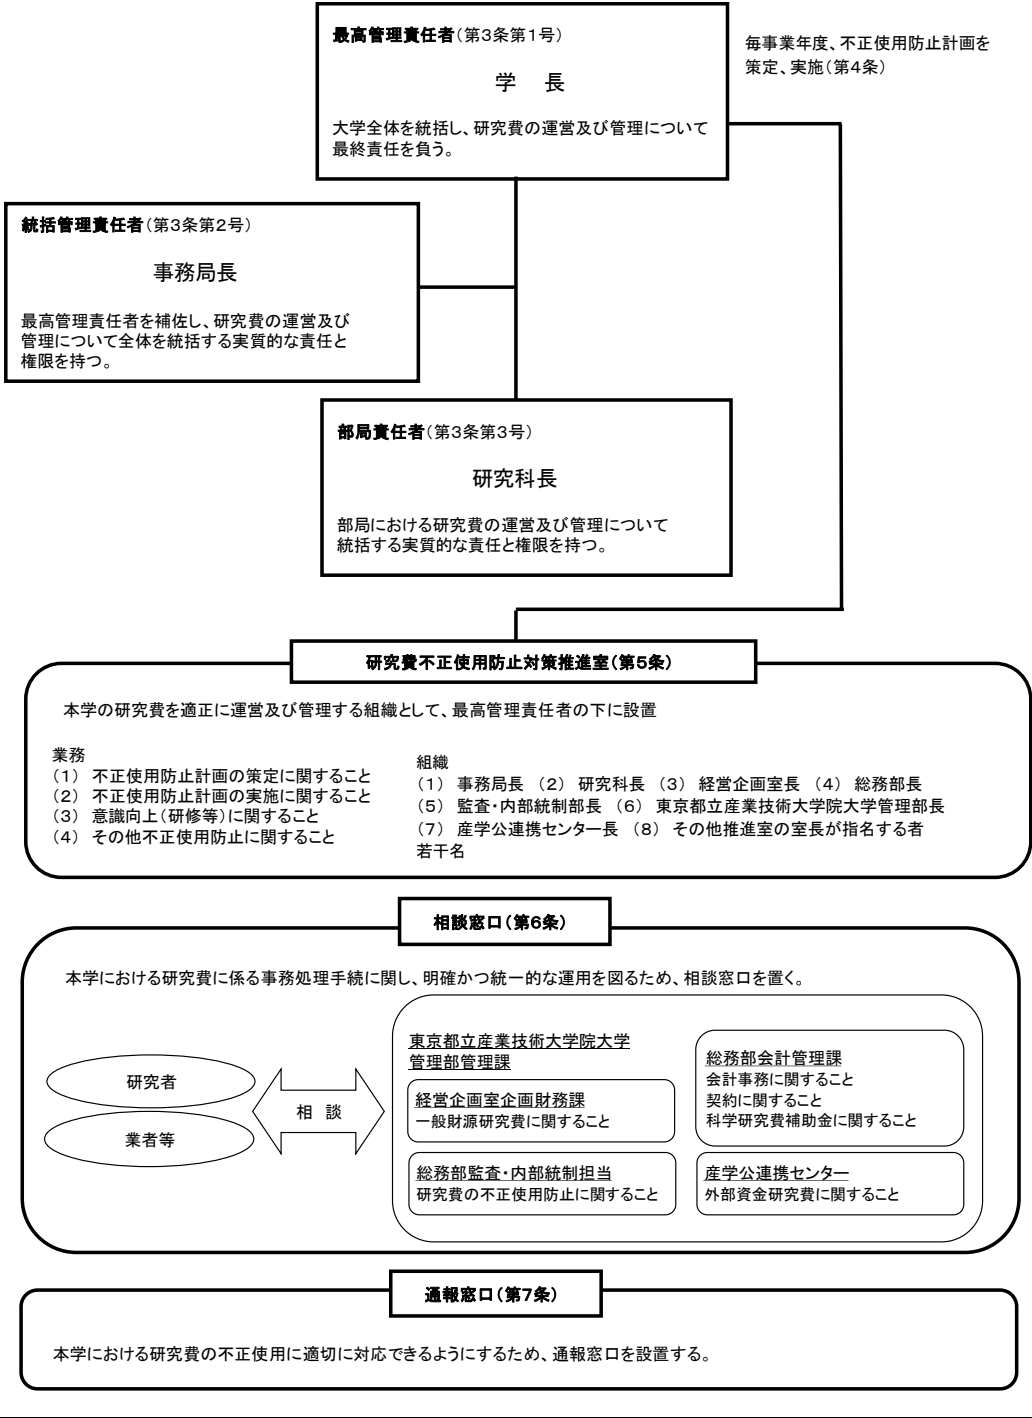 最高管理責任者(第3条第1号)
学　長
大学全体を統括し、研究費の運営及び管理について
最終責任を負う。
毎事業年度、不正使用防止計画を
策定、実施(第4条)
統括管理責任者(第3条第2号)
事務局長
最高管理責任者を補佐し、研究費の運営及び
管理について全体を統括する実質的な責任と
権限を持つ。
部局責任者(第3条第3号)
研究科長
部局における研究費の運営及び管理について
統括する実質的な責任と権限を持つ。
研究費不正使用防止対策推進室(第5条)
本学の研究費を適正に運営及び管理する組織として、最高管理責任者の下に設置
業務
(1) 不正使用防止計画の策定に関すること
(2) 不正使用防止計画の実施に関すること
(3) 意識向上(研修等)に関すること
(4) その他不正使用防止に関すること
組織
(1) 事務局長 (2) 研究科長 (3) 経営企画室長 (4) 総務部長
(5) 監査・内部統制部長 (6) 東京都立産業技術大学院大学管理部長
(7) 産学公連携センター長 (8) その他推進室の室長が指名する者
若干名
相談窓口(第6条)
本学における研究費に係る事務処理手続に関し、明確かつ統一的な運用を図るため、相談窓口を置く。
研究者
業者等
相 談
東京都立産業技術大学院大学
管理部管理課
経営企画室企画財務課
一般財源研究費に関すること
総務部監査・内部統制担当
研究費の不正使用防止に関すること
総務部会計管理課
会計事務に関すること
契約に関すること
科学研究費補助金に関すること
産学公連携センター
外部資金研究費に関すること
通報窓口(第7条)
本学における研究費の不正使用に適切に対応できるようにするため、通報窓口を設置する。